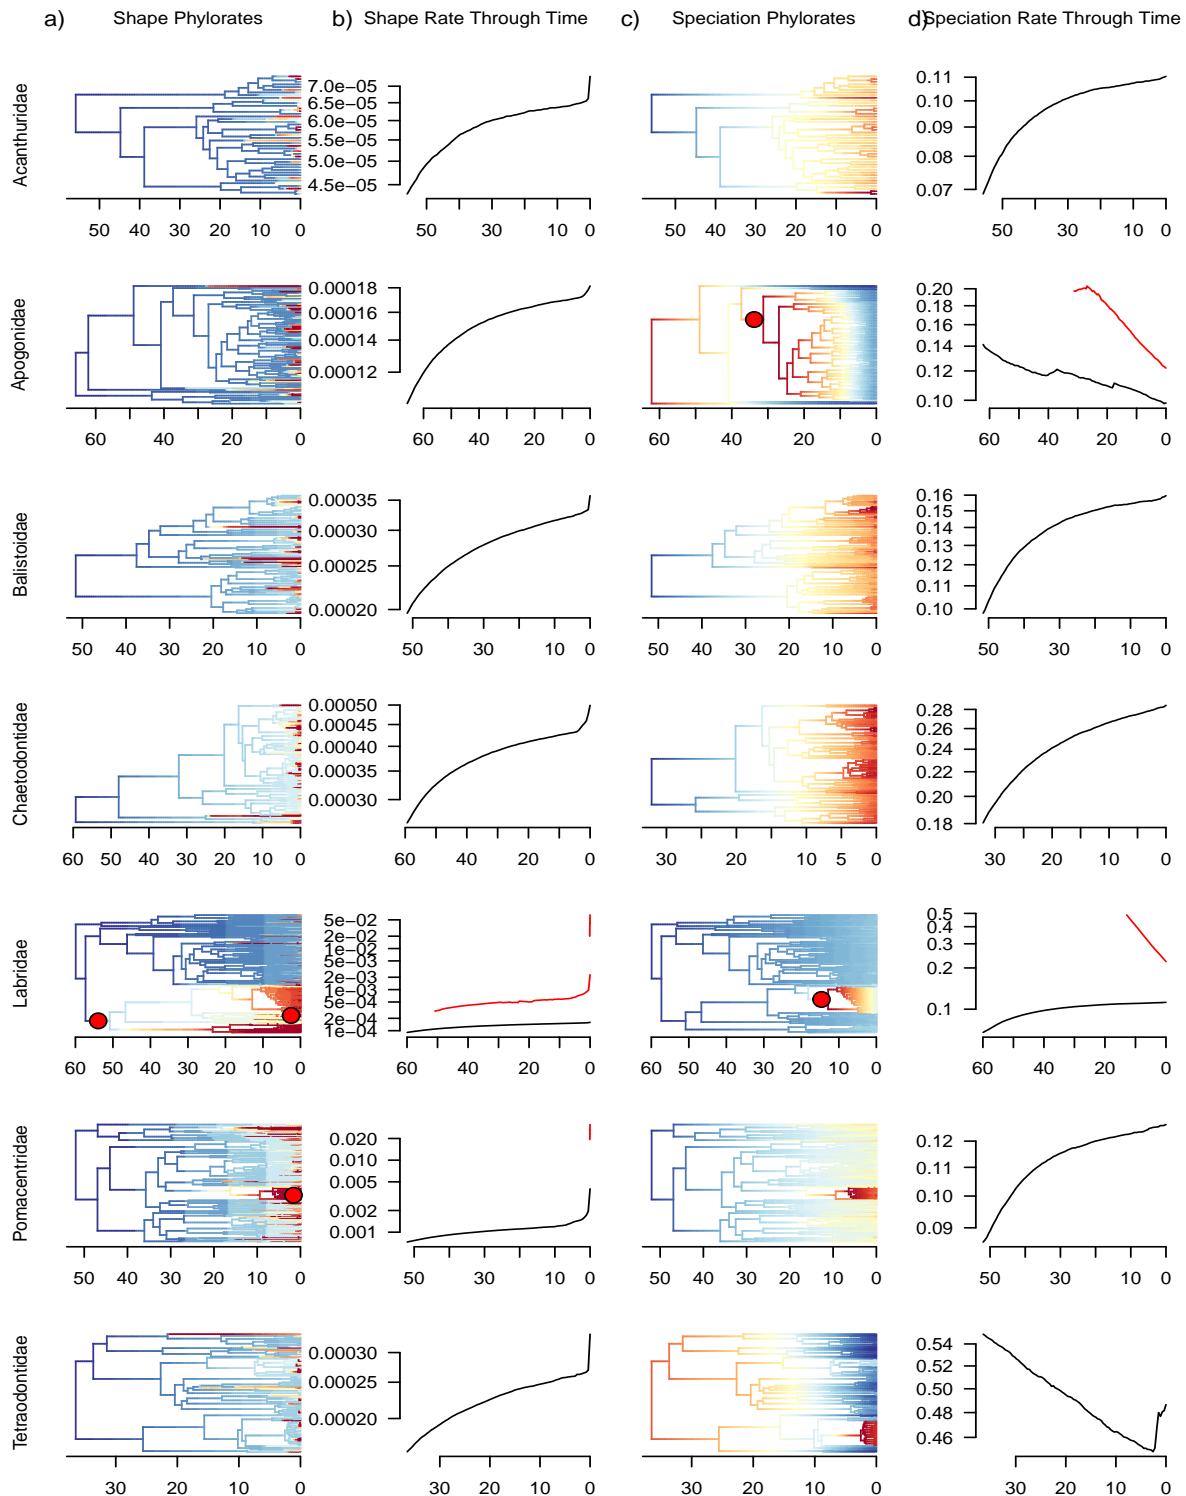 a) Shape Phylorates b) Shape Rate Through Time c) Speciation Phylorates d) Speciation Rate Through Time
Acanthuridae
7.0e−05
6.5e−05
6.0e−05
5.5e−05
5.0e−05
4.5e−05
0.11
0.10
0.09
0.08
0.07
50 40 30 20 10 0
50 30 10 0
50 40 30 20 10 0
50 30 10 0
Apogonidae
0.00018
0.00016
0.00014
0.00012
0.20
0.18
0.16
0.14
0.12
0.10
60 40 20 0
60 40 20 0
60 40 20 0
60 40 20 0
Balistoidae
0.00035
0.00030
0.00025
0.00020
0.16
0.15
0.14
0.13
0.12
0.11
0.10
50 40 30 20 10 0
50 30 10 0
50 40 30 20 10 0
50 30 10 0
Chaetodontidae
0.00050
0.00045
0.00040
0.00035
0.00030
0.28
0.26
0.24
0.22
0.20
0.18
60 50 40 30 20 10 0
60 40 20 0
30 20 10 5 0
30 20 10 0
Labridae
5e−02
2e−02
1e−02
5e−03
2e−03
1e−03
5e−04
2e−04
1e−04
0.5
0.4
0.3
0.2
0.1
60 50 40 30 20 10 0
60 40 20 0
60 50 40 30 20 10 0
60 40 20 0
Pomacentridae
0.020
0.010
0.005
0.002
0.001
0.12
0.11
0.10
0.09
50 40 30 20 10 0
50 30 10 0
50 40 30 20 10 0
50 30 10 0
Tetraodontidae
0.00030
0.00025
0.00020
0.54
0.52
0.50
0.48
0.46
30 20 10 0
30 20 10 0
30 20 10 0
30 20 10 0